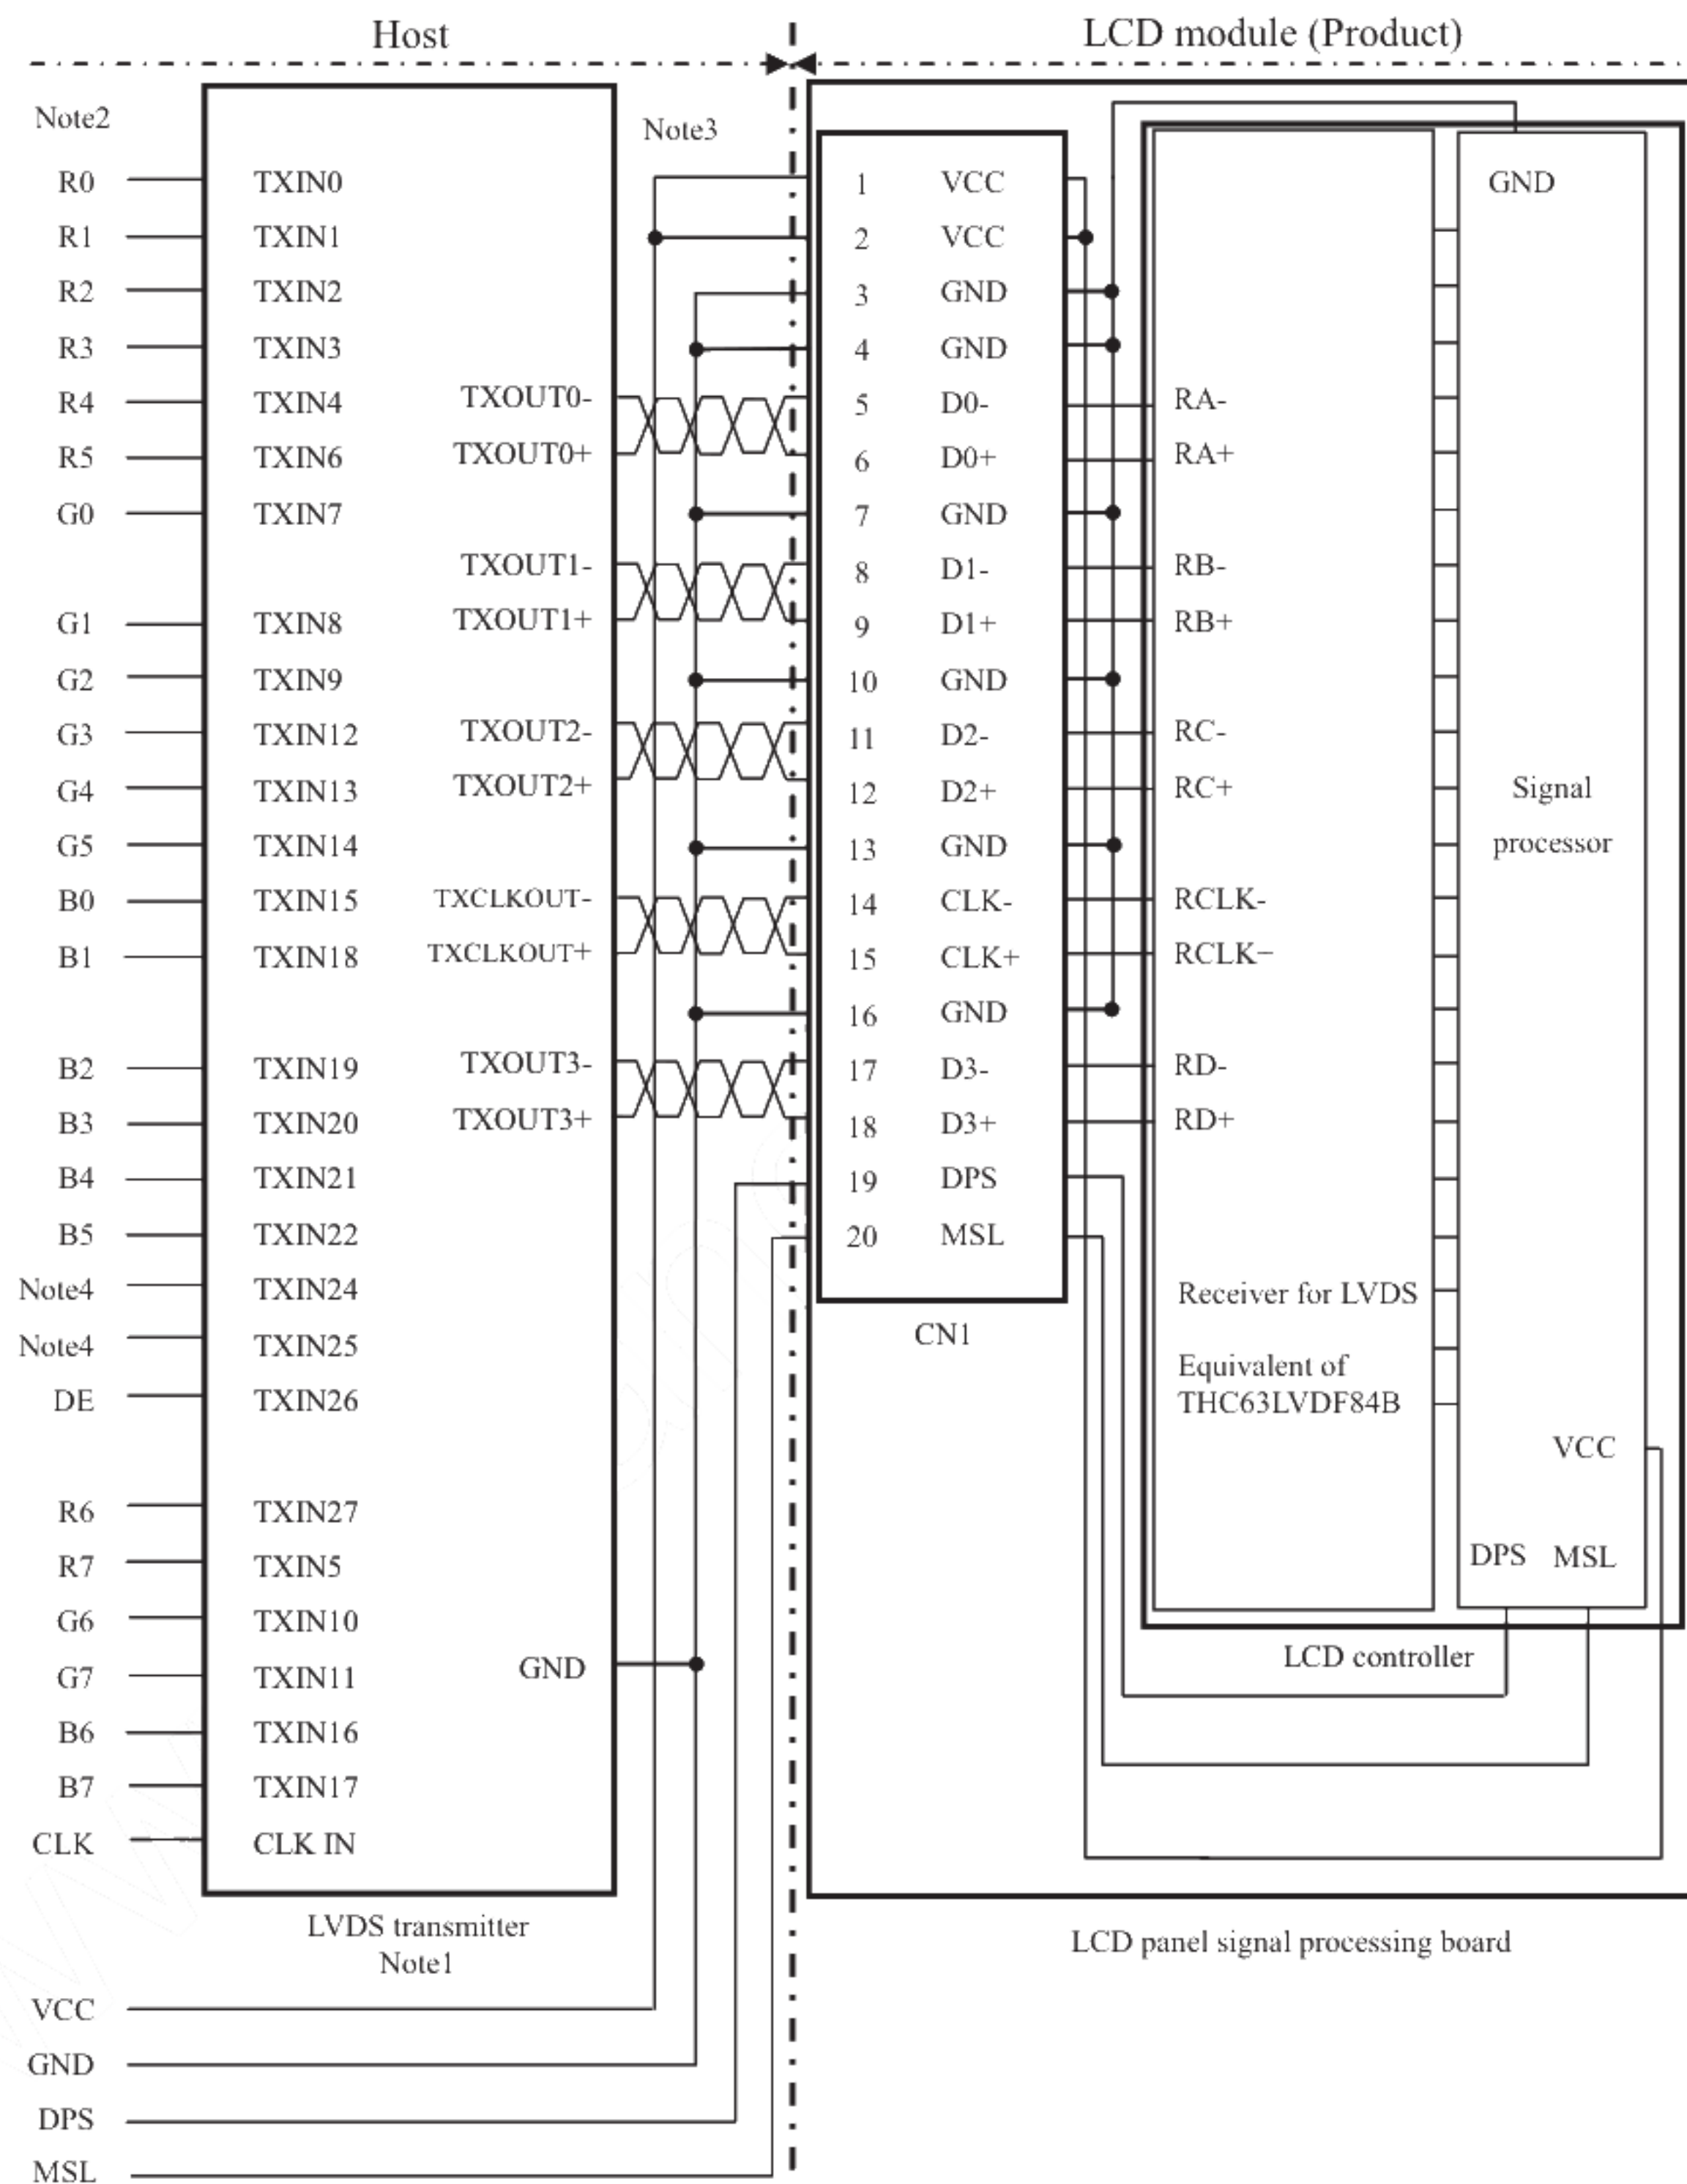 Host
LCD module (Product)
Note2
Note3
R0 TXIN0 1 VCC GND
R1 TXIN1 2 VCC
R2 TXIN2 3 GND
R3 TXIN3 4 GND
R4 TXIN4 TXOUT0- 5 D0- RA-
R5 TXIN6 TXOUT0+ 6 D0+ RA+
G0 TXIN7 7 GND
TXOUT1- 8 D1- RB-
G1 TXIN8 TXOUT1+ 9 D1+ RB+
G2 TXIN9 10 GND
G3 TXIN12 TXOUT2- 11 D2- RC-
G4 TXIN13 TXOUT2+ 12 D2+ RC+ Signal
G5 TXIN14 13 GND processor
B0 TXIN15 TXCLKOUT- 14 CLK- RCLK-
B1 TXIN18 TXCLKOUT+ 15 CLK+ RCLK+
16 GND
B2 TXIN19 TXOUT3- 17 D3- RD-
B3 TXIN20 TXOUT3+ 18 D3+ RD+
B4 TXIN21 19 DPS
B5 TXIN22 20 MSL
Note4 TXIN24 Receiver for LVDS
Note4 TXIN25 CN1 Equivalent of
DE TXIN26 THC63LVDF84B
VCC
R6 TXIN27
R7 TXIN5 DPS MSL
G6 TXIN10
G7 TXIN11 GND LCD controller
B6 TXIN16
B7 TXIN17
CLK CLK IN
LVDS transmitter
Note1
LCD panel signal processing board
VCC
GND
DPS
MSL